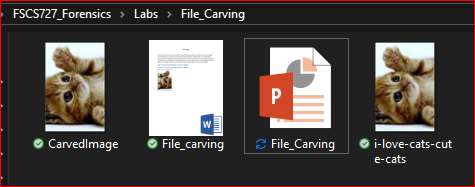 FSCS727_Forensics > Labs > File_Carving
W
P
CarvedImage
File_carving
File_Carving
i-love-cats-cut
e-cats